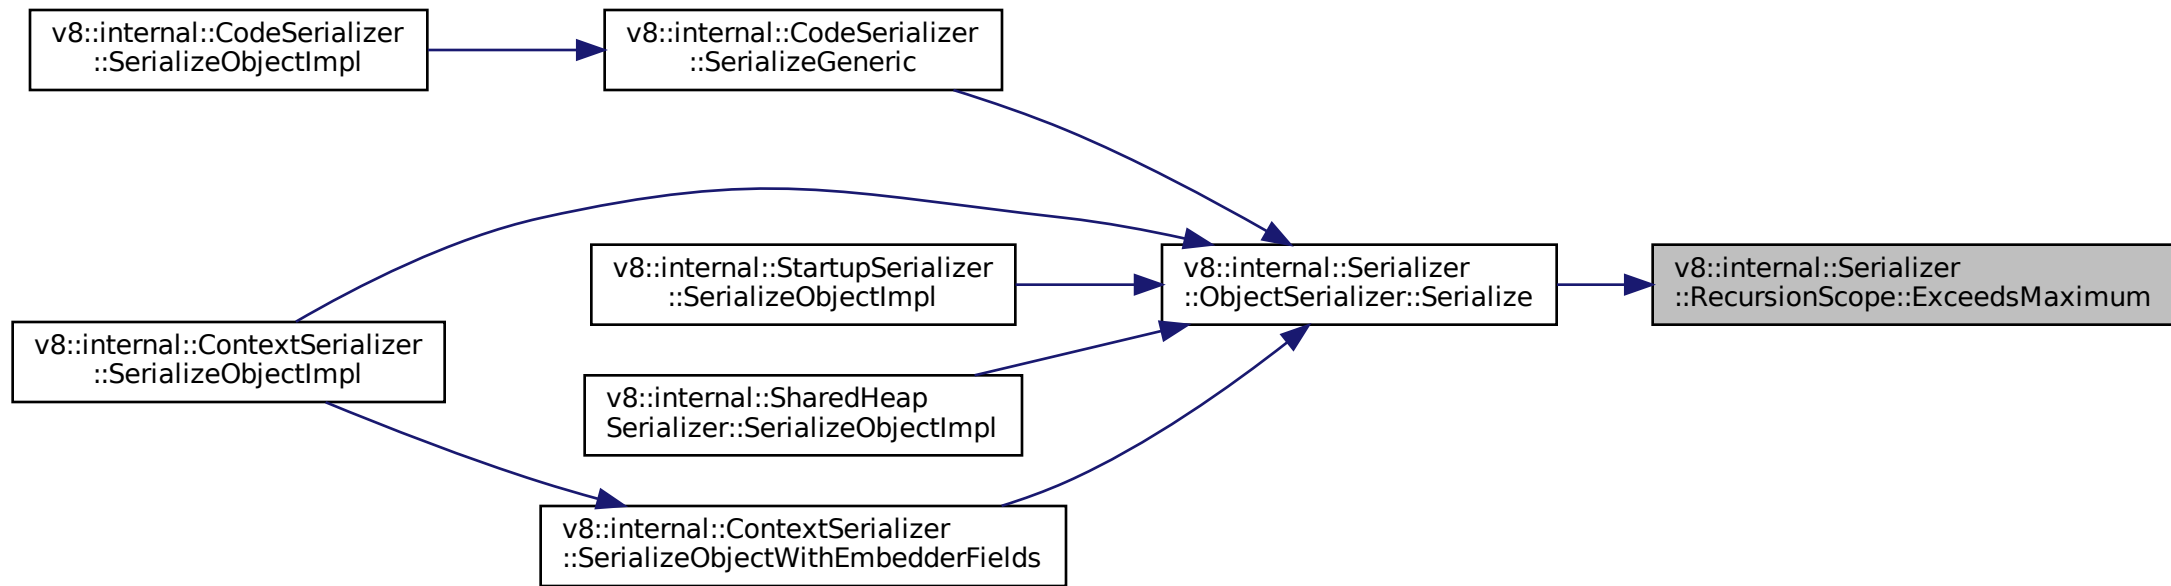 v8::internal::CodeSerializer
::SerializeObjectImpl
v8::internal::CodeSerializer
::SerializeGeneric
v8::internal::StartupSerializer
::SerializeObjectImpl
v8::internal::Serializer
::ObjectSerializer::Serialize
v8::internal::Serializer
::RecursionScope::ExceedsMaximum
v8::internal::ContextSerializer
::SerializeObjectImpl
v8::internal::SharedHeap
Serializer::SerializeObjectImpl
v8::internal::ContextSerializer
::SerializeObjectWithEmbedderFields